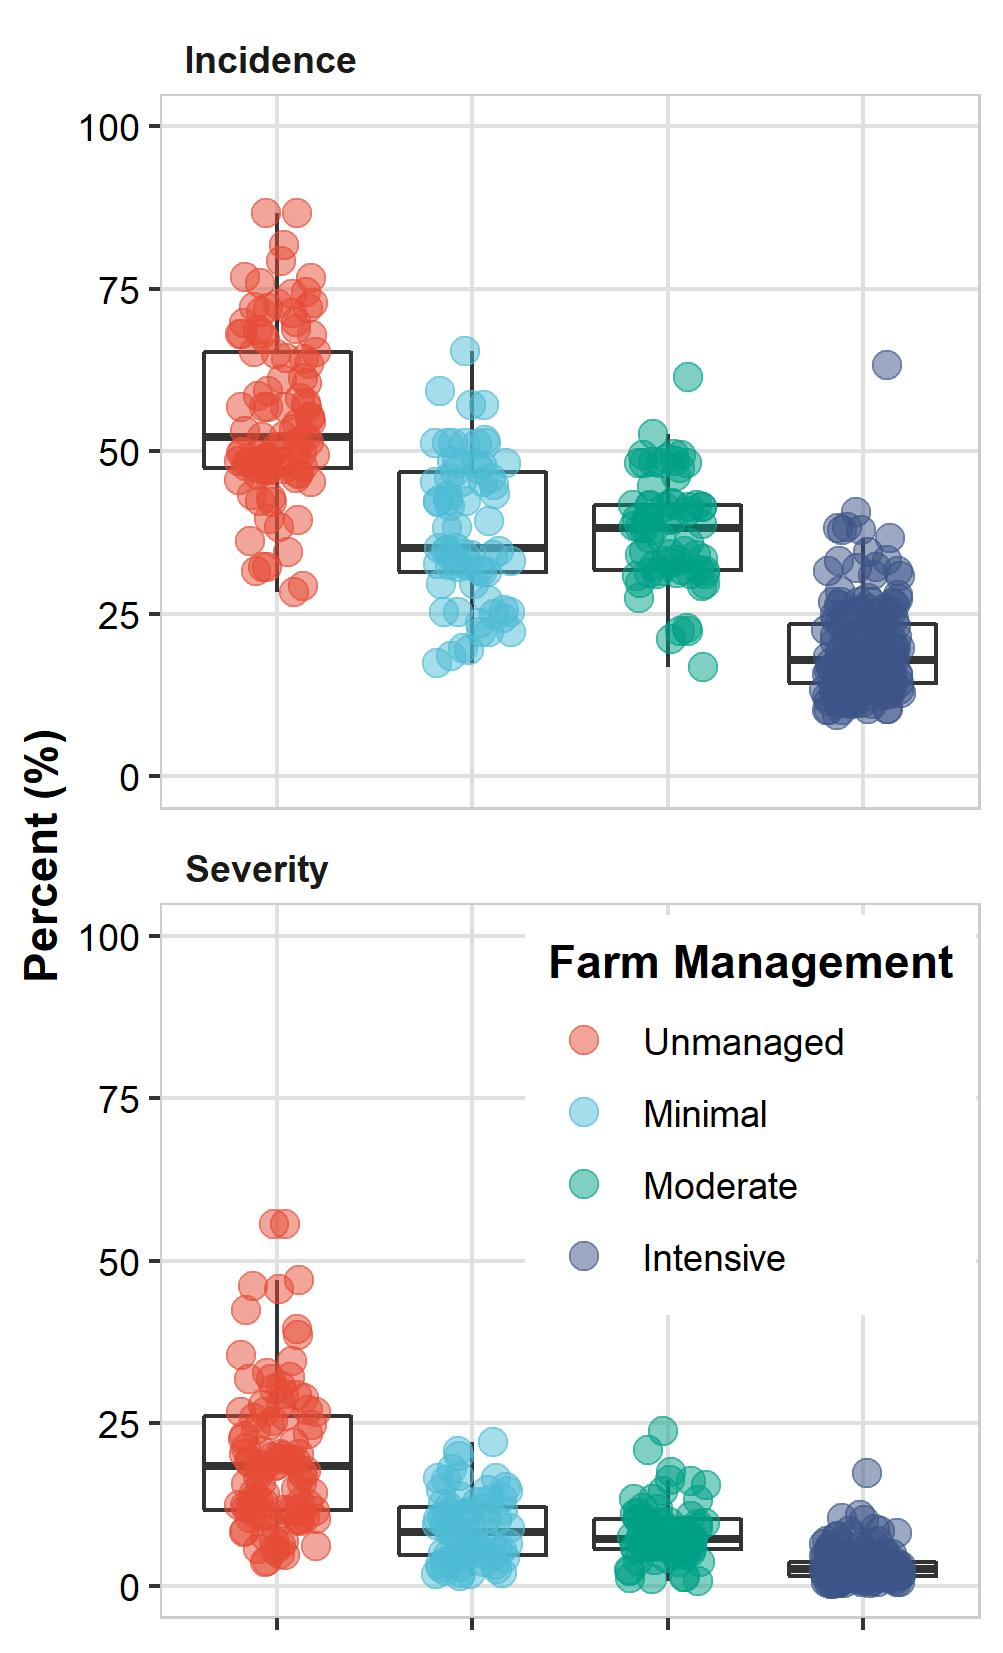 Incidence
100
75
50
25
0
Percent (%)
Severity
100
75
50
25
0
Farm Management
Unmanaged
Minimal
Moderate
Intensive